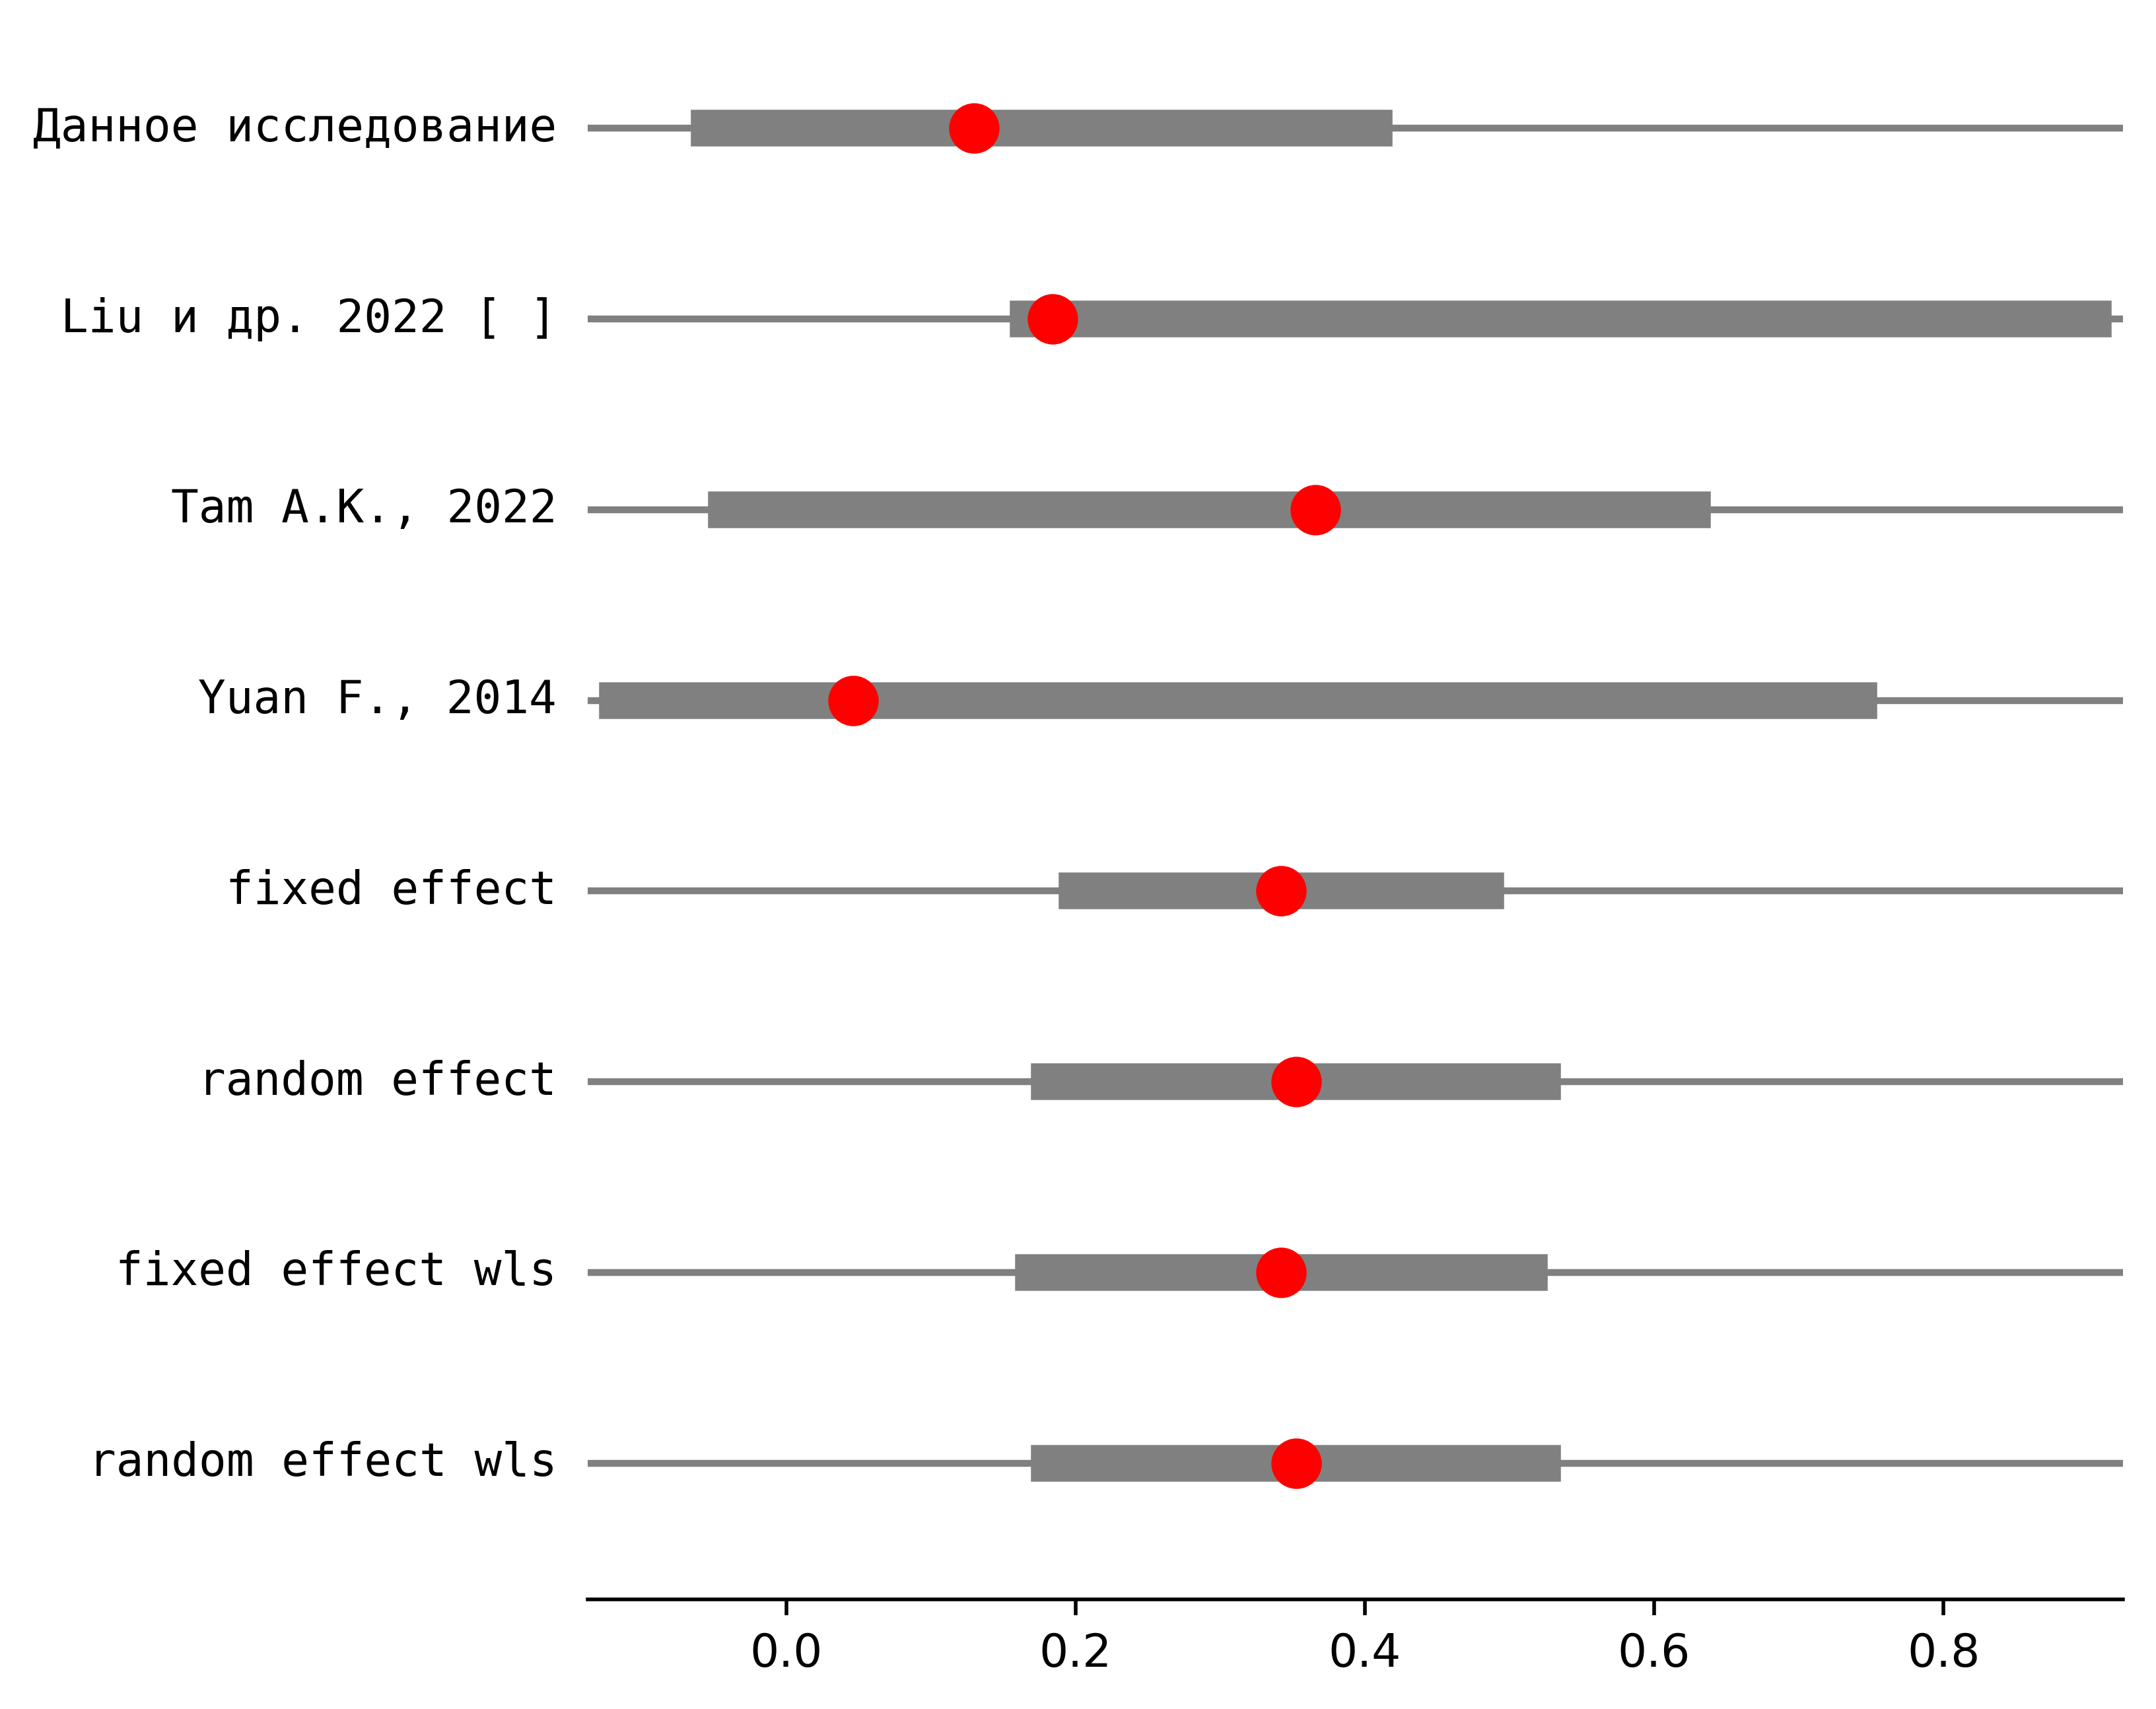 Данное исследование
Liu и др. 2022 [ ]
Tam A.K., 2022
Yuan F., 2014
fixed effect
random effect
fixed effect wls
random effect wls
0.0 0.2 0.4 0.6 0.8